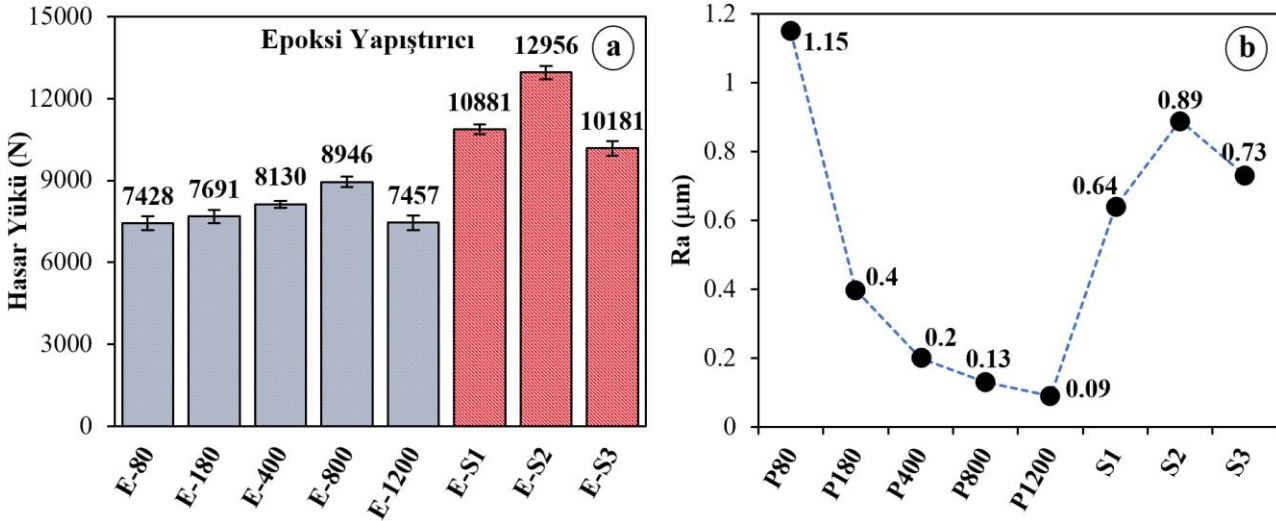 Epoksi Yapıştırıcı
a
Hasar Yükü (N)
15000
12000
9000
6000
3000
0
7428
7691
8130
8946
7457
10881
12956
10181
E-80
E-180
E-400
E-800
E-1200
E-S1
E-S2
E-S3
b
Ra (μm)
1.2
1
0.8
0.6
0.4
0.2
0
1.15
0.4
0.2
0.13
0.09
0.64
0.89
0.73
P80
P180
P400
P800
P1200
S1
S2
S3